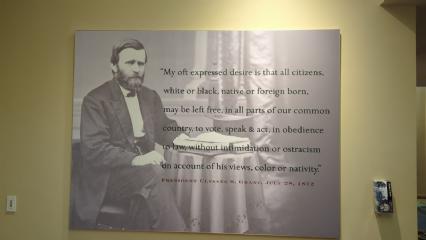 "My oft expressed desire is that all citizens,
white or black, native or foreign born,
may be left free, in all parts of our common
country, to vote, speak & act, in obedience
to law, without intimidation or ostracism
on account of his views, color or nativity."
PRESIDENT ULYSSES S. GRANT, JULY 28, 1872